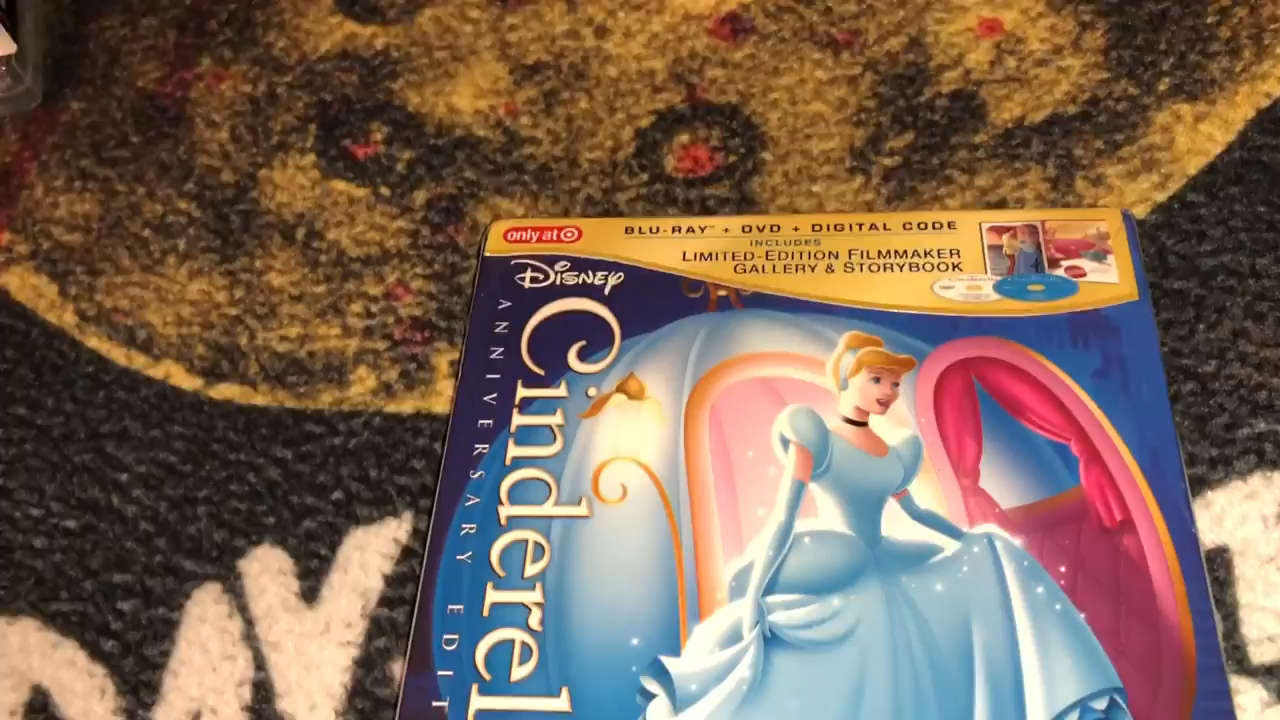 only at
BLU-RAY™ + DVD + DIGITAL CODE
INCLUDES
LIMITED-EDITION FILMMAKER
GALLERY & STORYBOOK
DISNEY
Cinderel
ANNIVERSARY EDIT